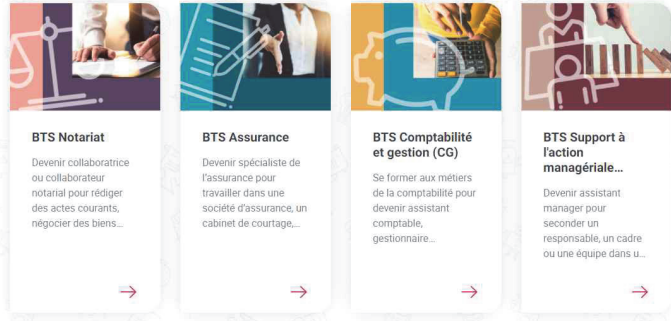 BTS Notariat
Devenir collaboratrice
ou collaborateur
notarial pour rédiger
des actes courants,
négocier des biens...
BTS Assurance
Devenir spécialiste de
l'assurance pour
travailler dans une
société d'assurance, un
cabinet de courtage,...
BTS Comptabilité
et gestion (CG)
Se former aux métiers
de la comptabilité pour
devenir assistant
comptable,
gestionnaire...
BTS Support à
l'action
managériale...
Devenir assistant
manager pour
seconder un
responsable, un cadre
ou une équipe dans u...